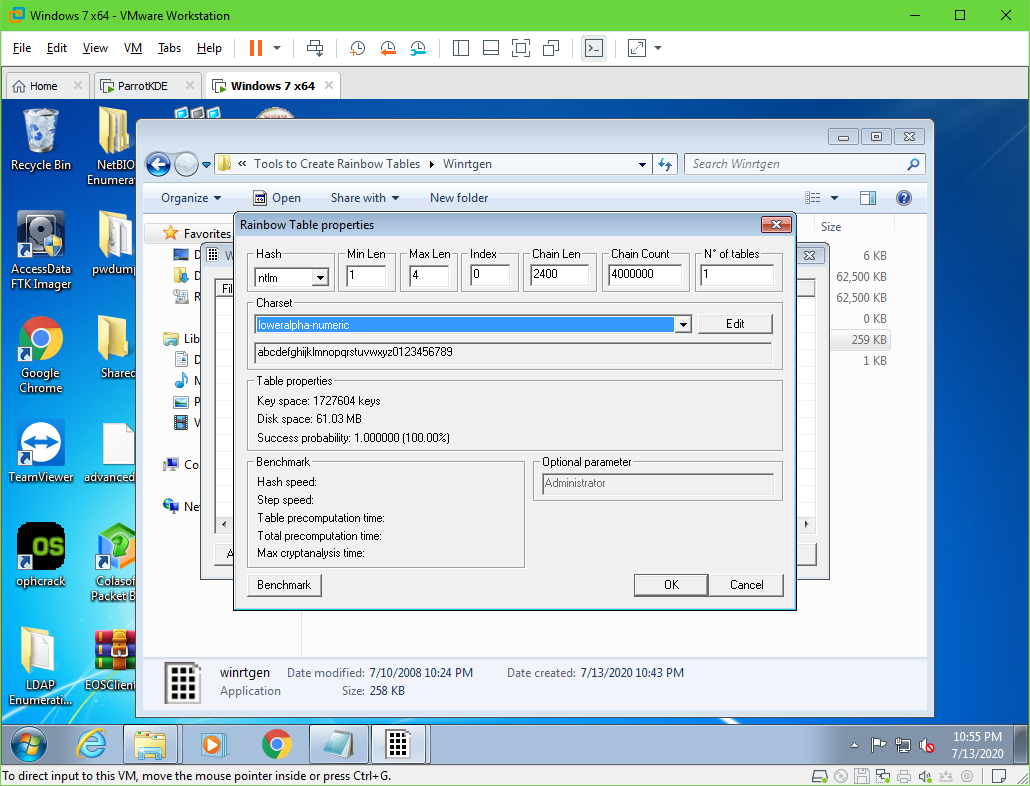 Windows 7 x64 - VMware Workstation
File Edit View VM Tabs Help
Home ParrotKDE Windows 7 x64
Recycle Bin
NetBIO
Enumerat
« Tools to Create Rainbow Tables Winrtgen
Search Winrtgen
Organize Open Share with New folder
Favorites
Size
Rainbow Table properties
Hash Min Len Max Len Index Chain Len Chain Count N° of tables
ntlm 1 4 0 2400 4000000 1
Charset
loweralpha-numeric
Edit
abcdefghijklmnopqrstuvwxyz0123456789
Table properties
Key space: 1727604 keys
Disk space: 61.03 MB
Success probability: 1.000000 (100.00%)
Benchmark
Hash speed:
Step speed:
Table precomputation time:
Total precomputation time:
Max cryptanalysis time:
Optional parameter
Administrator
Benchmark
OK Cancel
6 KB
62,500 KB
62,500 KB
0 KB
259 KB
1 KB
W
Fil
Lib
Co
Ne
AccessData
FTK Imager
pwdump
Google
Chrome
Shared
TeamViewer
advanced
OS
ophcrack
Colasof
Packet B
LDAP
Enumerati...
EOSClient
winrtgen Date modified: 7/10/2008 10:24 PM Date created: 7/13/2020 10:43 PM
Application Size: 258 KB
10:55 PM
7/13/2020
To direct input to this VM, move the mouse pointer inside or press Ctrl+G.